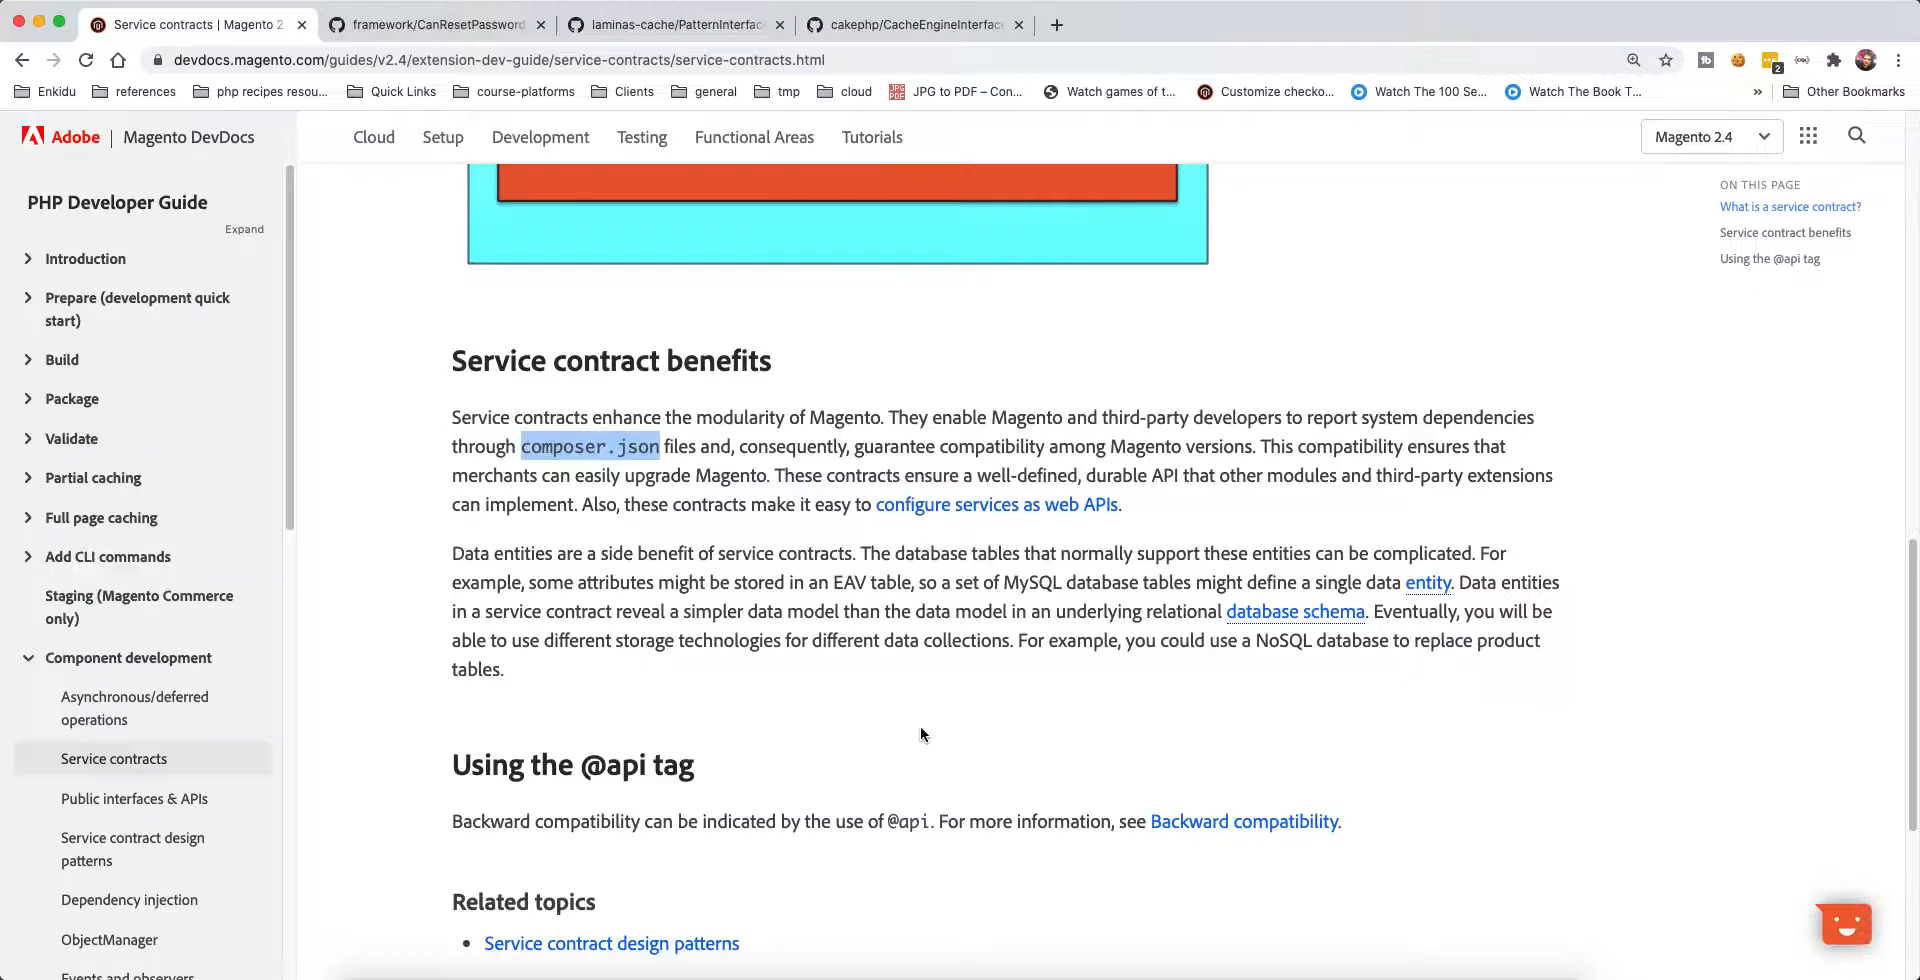 Service contracts | Magento 2
framework/CanResetPassword
laminas-cache/PatternInterfac
cakephp/CacheEngineInterfac
devdocs.magento.com/guides/v2.4/extension-dev-guide/service-contracts/service-contracts.html
2
Enkidu
references
php recipes resou...
Quick Links
course-platforms
Clients
general
tmp
cloud
JPG to PDF – Con...
Watch games of t...
Customize checko...
Watch The 100 Se...
Watch The Book T...
»
Other Bookmarks
Adobe | Magento DevDocs
Cloud
Setup
Development
Testing
Functional Areas
Tutorials
Magento 2.4
PHP Developer Guide
Expand
Introduction
Prepare (development quick
start)
Build
Package
Validate
Partial caching
Full page caching
Add CLI commands
Staging (Magento Commerce
only)
Component development
Asynchronous/deferred
operations
Service contracts
Public interfaces & APIs
Service contract design
patterns
Dependency injection
ObjectManager
Events and observers
Service contract benefits
Service contracts enhance the modularity of Magento. They enable Magento and third-party developers to report system dependencies
through composer.json files and, consequently, guarantee compatibility among Magento versions. This compatibility ensures that
merchants can easily upgrade Magento. These contracts ensure a well-defined, durable API that other modules and third-party extensions
can implement. Also, these contracts make it easy to configure services as web APIs.
Data entities are a side benefit of service contracts. The database tables that normally support these entities can be complicated. For
example, some attributes might be stored in an EAV table, so a set of MySQL database tables might define a single data entity. Data entities
in a service contract reveal a simpler data model than the data model in an underlying relational database schema. Eventually, you will be
able to use different storage technologies for different data collections. For example, you could use a NoSQL database to replace product
tables.
Using the @api tag
Backward compatibility can be indicated by the use of @api. For more information, see Backward compatibility.
Related topics
Service contract design patterns
ON THIS PAGE
What is a service contract?
Service contract benefits
Using the @api tag